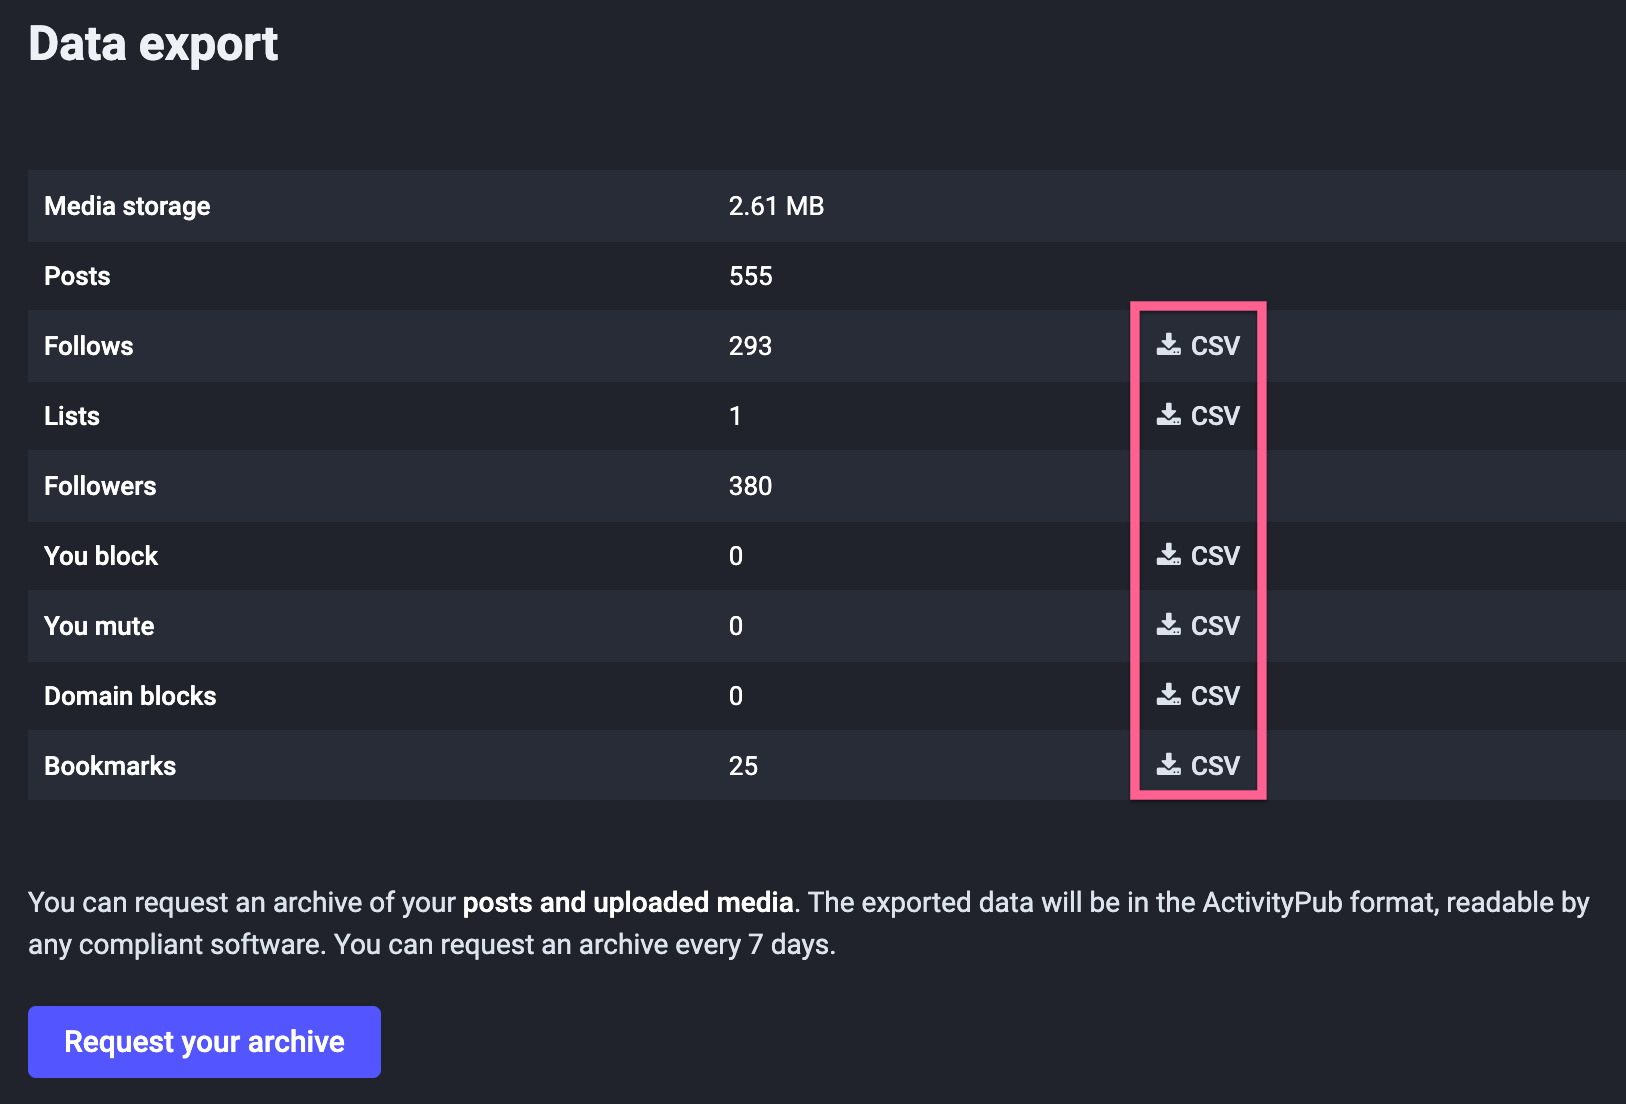 Data export
Media storage 2.61 MB
Posts 555
Follows 293 CSV
Lists 1 CSV
Followers 380
You block 0 CSV
You mute 0 CSV
Domain blocks 0 CSV
Bookmarks 25 CSV
You can request an archive of your posts and uploaded media. The exported data will be in the ActivityPub format, readable by
any compliant software. You can request an archive every 7 days.
Request your archive